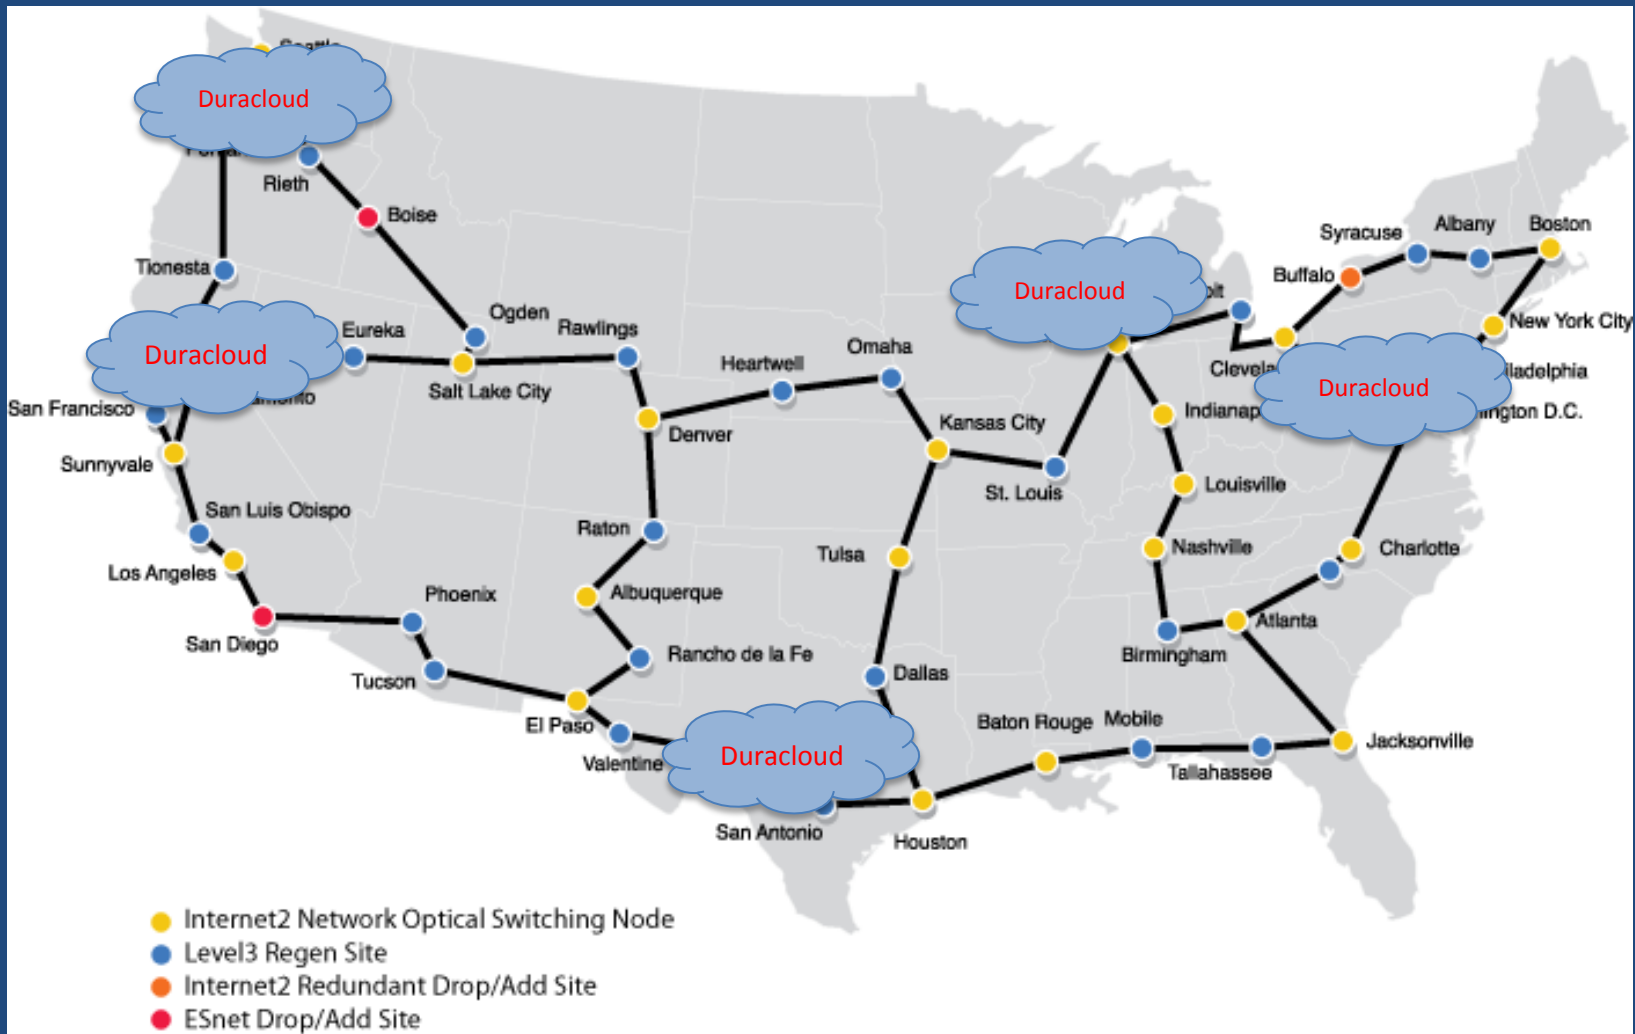 Seattle
Duracloud
Rieth
Boise
Syracuse
Albany
Boston
Tionesta
Buffalo
Duracloud
Ogden
Eureka
Rawlings
New York City
Omaha
Duracloud
Heartwell
Salt Lake City
Duracloud
San Francisco
Denver
Kansas City
D.C.
Sunnyvale
Louisville
St. Louis
San Luis Obispo
Raton
Tulsa
Nashville
Charlotte
Los Angeles
Phoenix
Albuquerque
Atlanta
San Diego
Rancho de la Fe
Birmingham
Dallas
Tucson
Baton Rouge
Mobile
El Paso
Jacksonville
Duracloud
Valentine
Tallahassee
San Antonio
Houston
Internet2 Network Optical Switching Node
Level3 Regen Site
Internet2 Redundant Drop/Add Site
ESnet Drop/Add Site